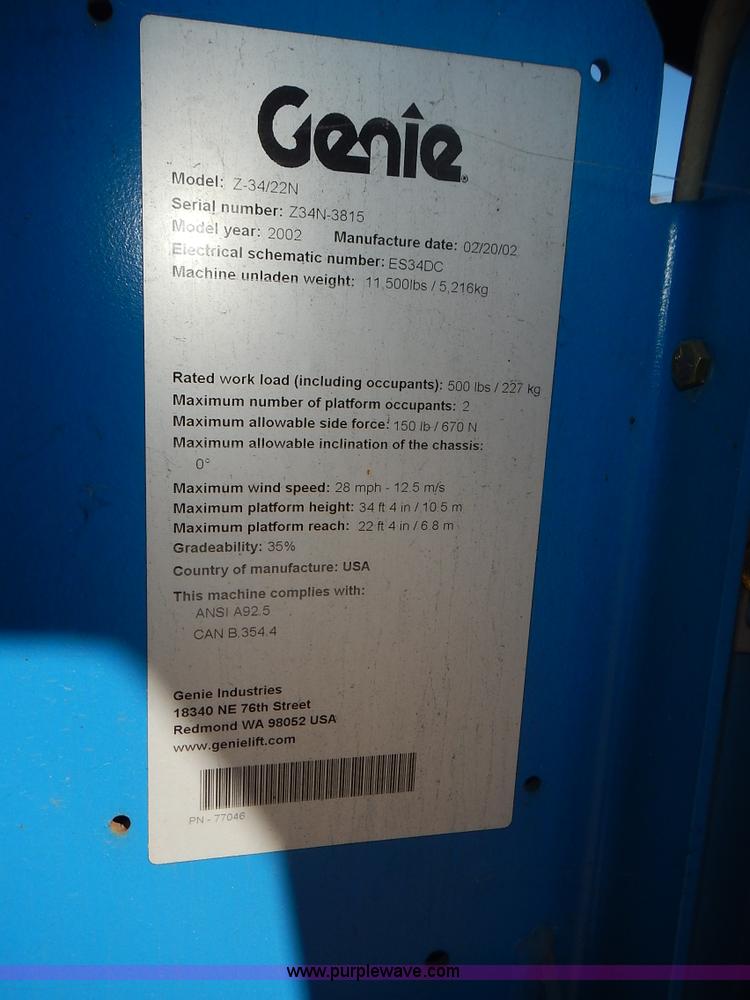 Genie®
Model: Z-34/22N
Serial number: Z34N-3815
Model year: 2002 Manufacture date: 02/20/02
Electrical schematic number: ES34DC
Machine unladen weight: 11,500lbs / 5,216kg
Rated work load (including occupants): 500 lbs / 227 kg
Maximum number of platform occupants: 2
Maximum allowable side force: 150 lb / 670 N
Maximum allowable inclination of the chassis:
0°
Maximum wind speed: 28 mph - 12.5 m/s
Maximum platform height: 34 ft 4 in / 10.5 m
Maximum platform reach: 22 ft 4 in / 6.8 m
Gradeability: 35%
Country of manufacture: USA
This machine complies with:
ANSI A92.5
CAN B.354.4
Genie Industries
18340 NE 76th Street
Redmond WA 98052 USA
www.genielift.com
PN - 77046
www.purplewave.com